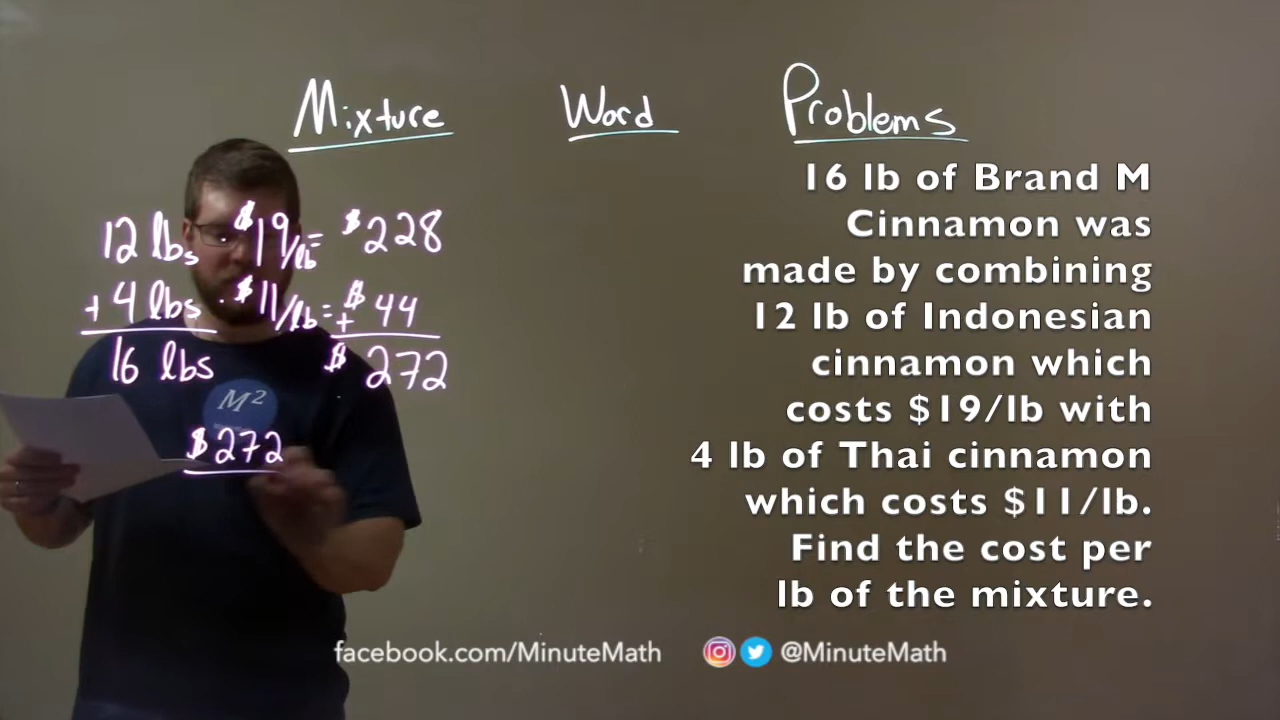 Mixture Word Problems
12 lbs · $19/lb = $228
+ 4 lbs · $11/lb = + $44
16 lbs $272
M²
$272
16 lb of Brand M
Cinnamon was
made by combining
12 lb of Indonesian
cinnamon which
costs $19/lb with
4 lb of Thai cinnamon
which costs $11/lb.
Find the cost per
lb of the mixture.
facebook.com/MinuteMath @MinuteMath